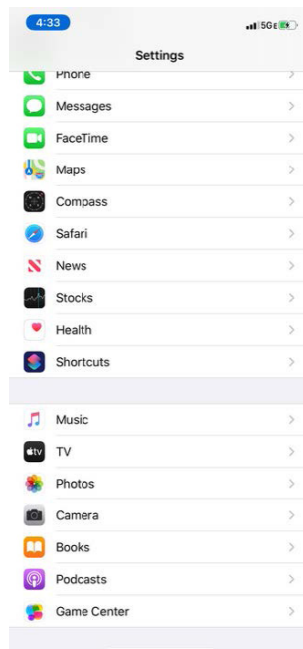 4:33
5GE
Settings
Phone
Messages
FaceTime
Maps
Compass
Safari
News
Stocks
Health
Shortcuts
Music
tv
TV
Photos
Camera
Books
Podcasts
Game Center